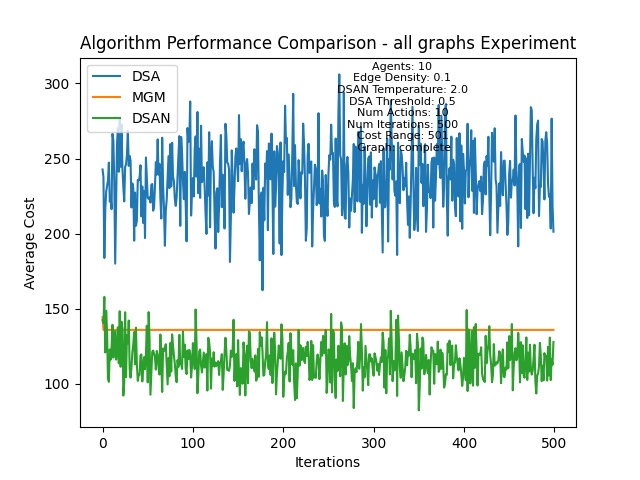 Algorithm Performance Comparison - all graphs Experiment
DSA
MGM
DSAN
Agents: 10
Edge Density: 0.1
DSAN Temperature: 2.0
DSA Threshold: 0.5
Num Actions: 10
Num Iterations: 500
Cost Range: 501
Graph: complete
Average Cost
300
250
200
150
100
0
100
200
300
400
500
Iterations